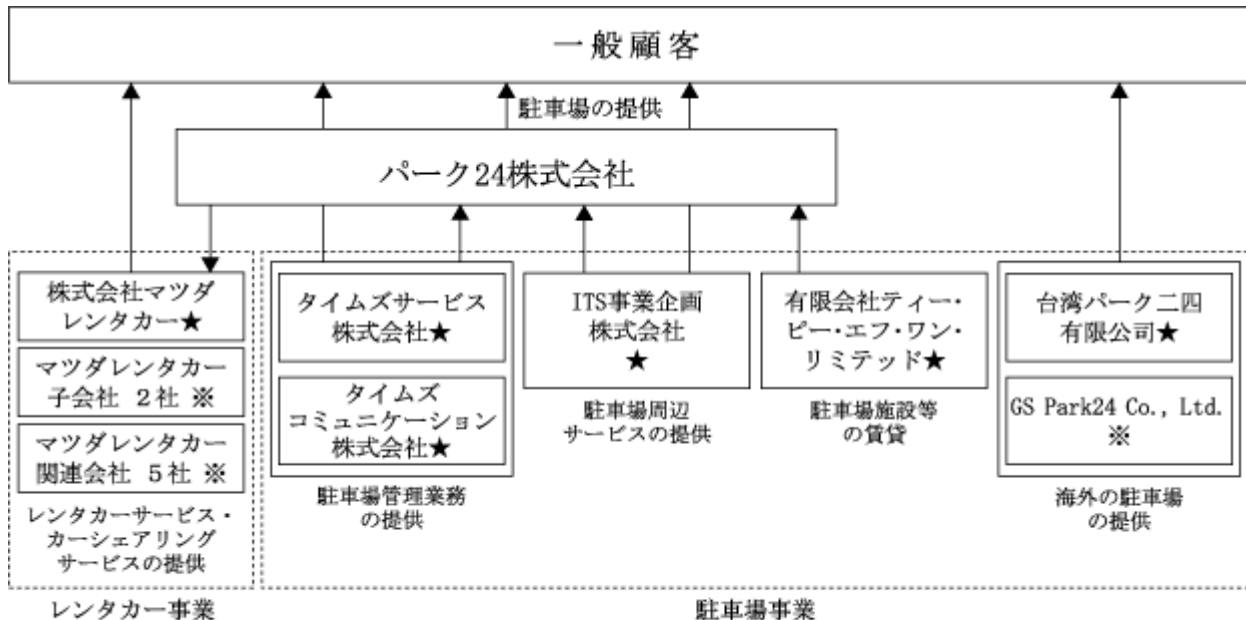 一般顧客
駐車場の提供
パーク24株式会社
株式会社マツダ
レンタカー★
マツダレンタカー
子会社 2社 ※
マツダレンタカー
関連会社 5社 ※
レンタカーサービス・
カーシェアリング
サービスの提供
レンタカー事業
タイムズサービス
株式会社★
タイムズ
コミュニケーション
株式会社★
駐車場管理業務
の提供
ITS事業企画
株式会社
★
駐車場周辺
サービスの提供
有限会社ティー・
ピー・エフ・ワン・
リミテッド★
駐車場施設等
の賃貸
台湾パーク二四
有限公司★
GS Park24 Co., Ltd.
※
海外の駐車場
の提供
駐車場事業